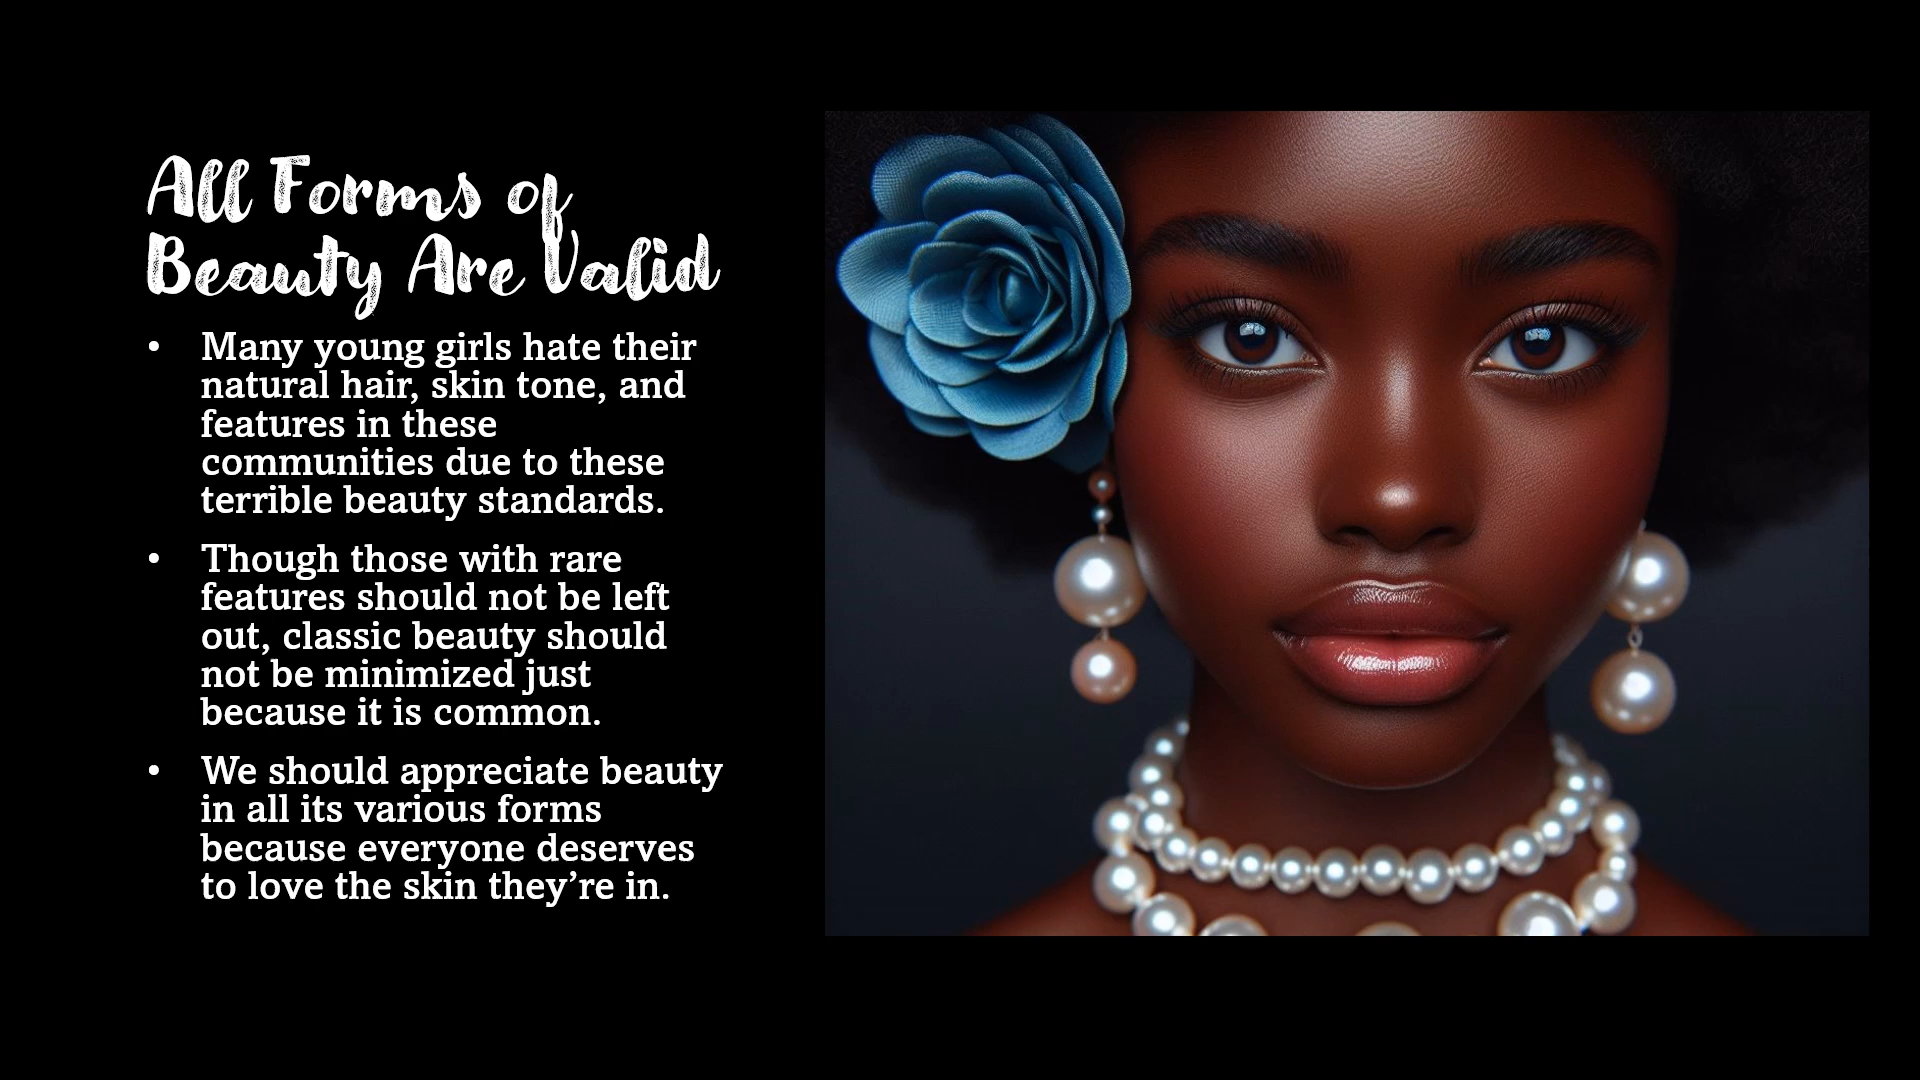 All Forms of
Beauty Are Valid
• Many young girls hate their
natural hair, skin tone, and
features in these
communities due to these
terrible beauty standards.
• Though those with rare
features should not be left
out, classic beauty should
not be minimized just
because it is common.
• We should appreciate beauty
in all its various forms
because everyone deserves
to love the skin they’re in.